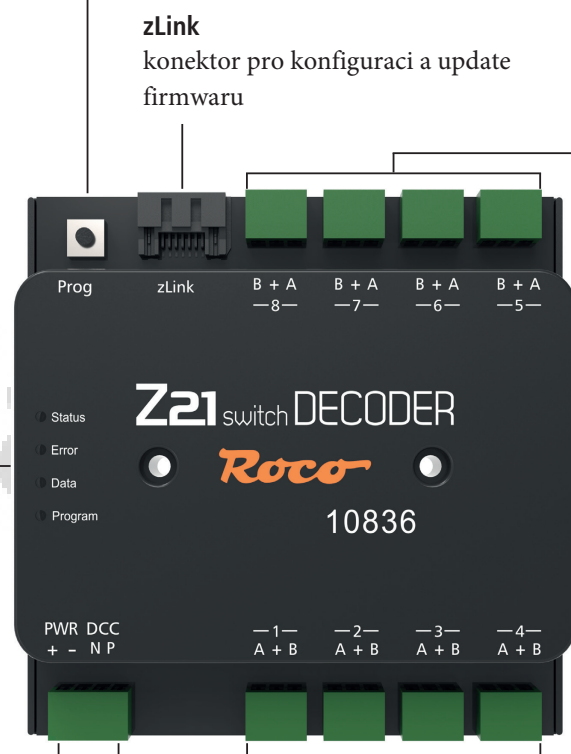 zLink
konektor pro konfiguraci a update
firmwaru
Prog
zLink
B + A
B + A
B + A
B + A
—8—
—7—
—6—
—5—
Z21 switch DECODER
Status
Error
Data
Program
Roco
10836
PWR DCC
+ - N P
—1—
—2—
—3—
—4—
A + B
A + B
A + B
A + B